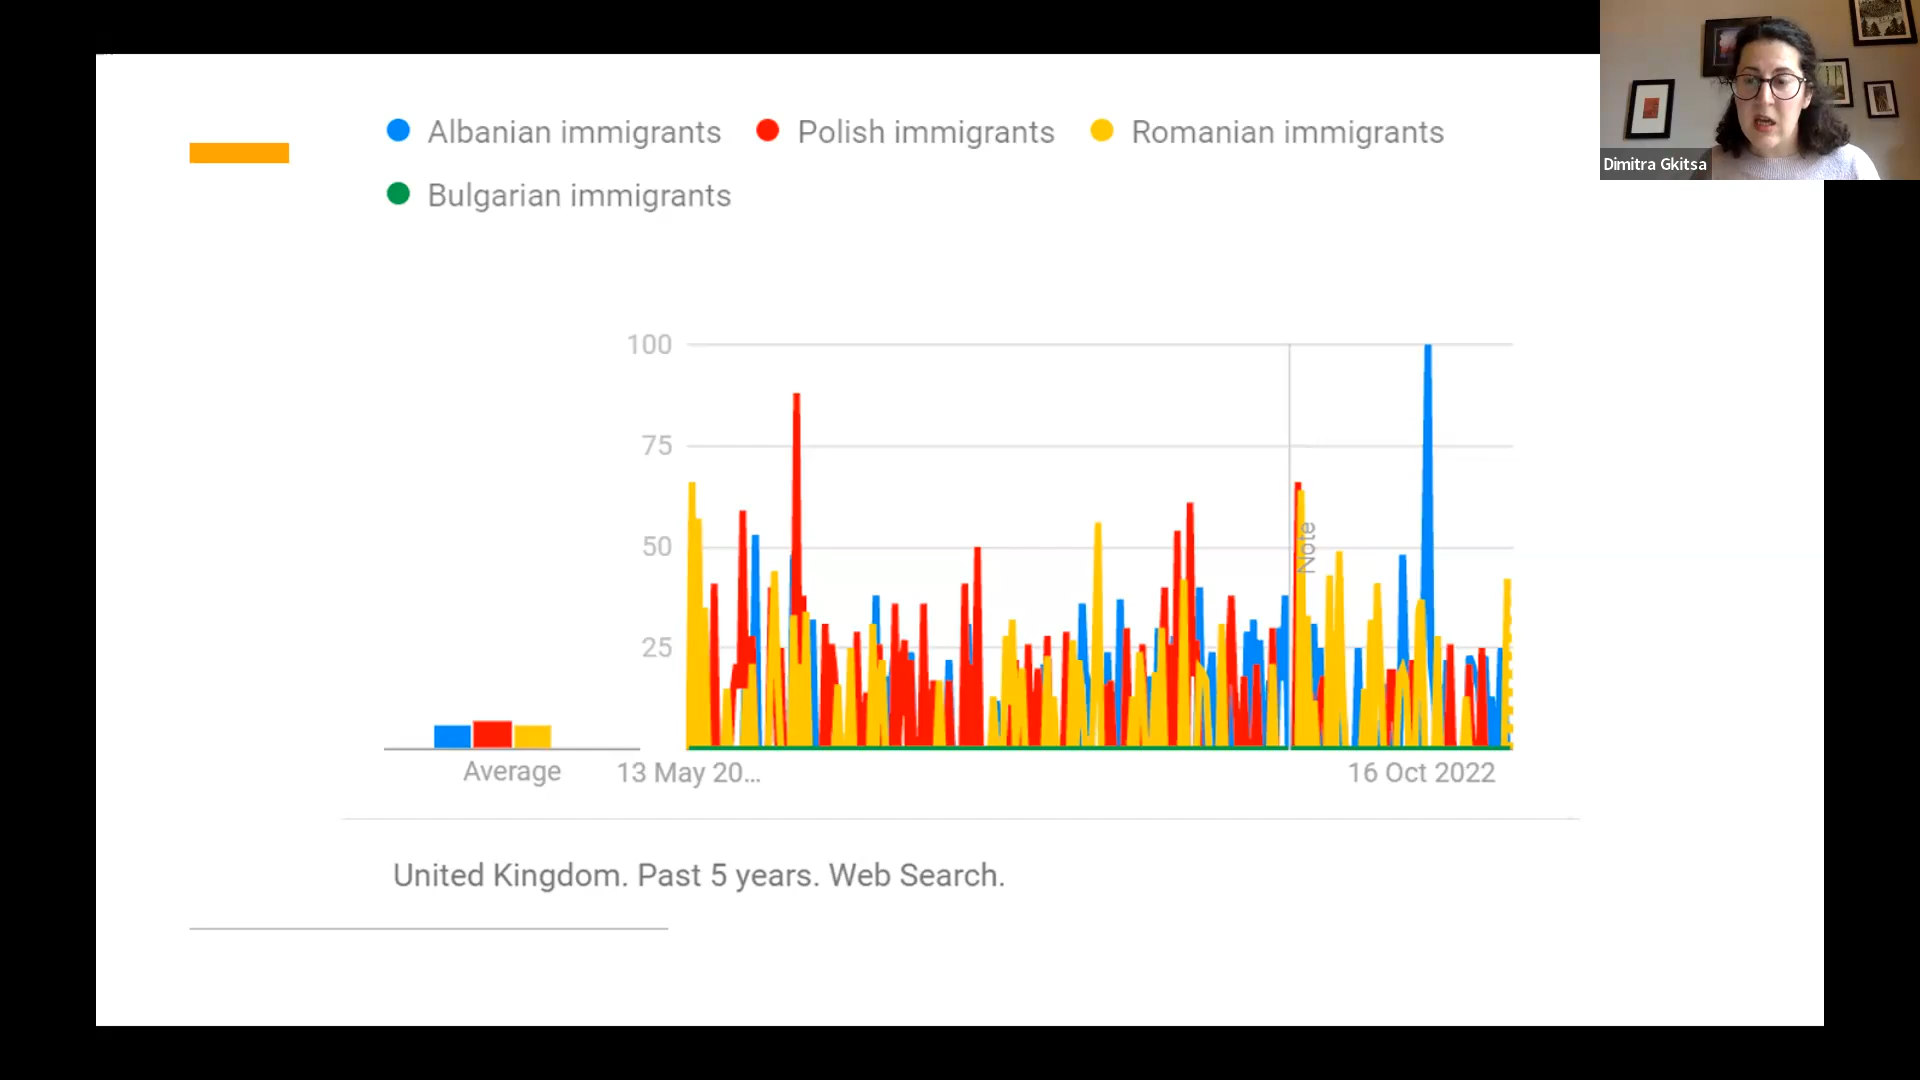 Albanian immigrants Polish immigrants Romanian immigrants
Bulgarian immigrants
Dimitra Gkitsa
100
75
50
25
Note
Average
13 May 20...
16 Oct 2022
United Kingdom. Past 5 years. Web Search.